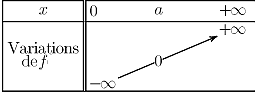 x 0 a +∞
+∞
Variations
de f
0
−∞